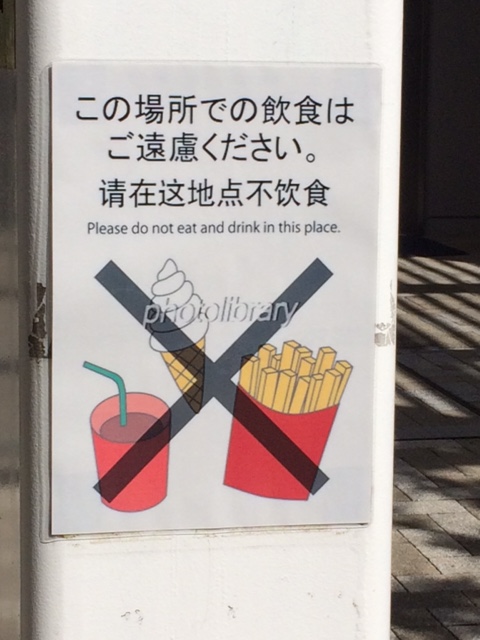 この場所での飲食は
ご遠慮ください。
请在这地点不饮食
Please do not eat and drink in this place.
photolibrary